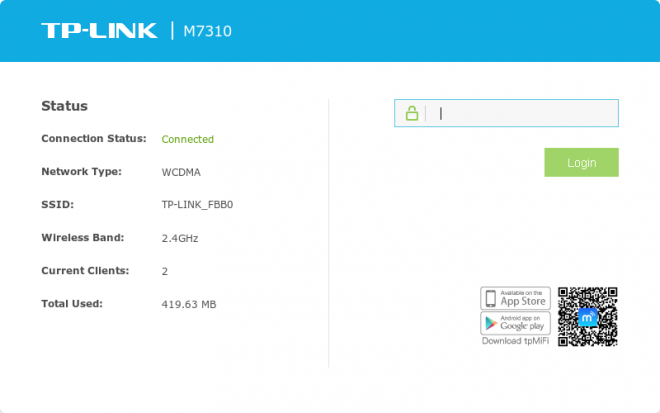 TP-LINK | M7310
Status
Connection Status: Connected
Network Type: WCDMA
SSID: TP-LINK_FBB0
Wireless Band: 2.4GHz
Current Clients: 2
Total Used: 419.63 MB
Login
Available on the
App Store
Android app on
Google play
Download tpMiFi
m